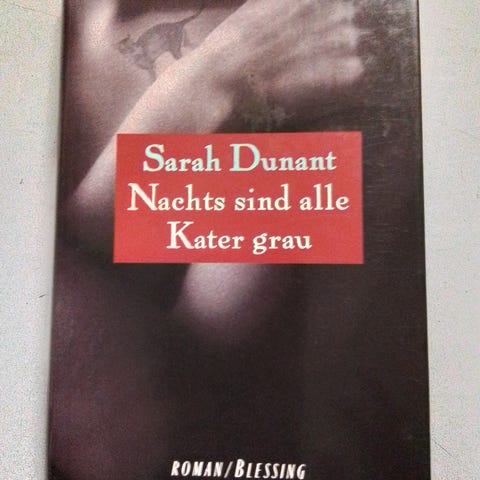 Sarah Dunant
Nachts sind alle
Kater grau
ROMAN/BLESSING